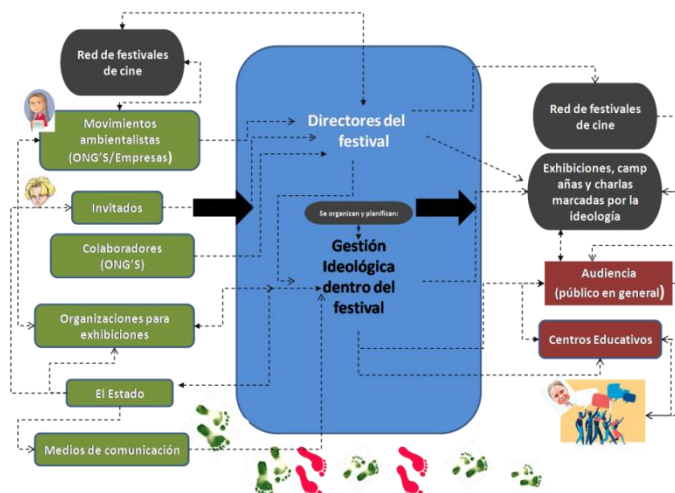 Red de festivales
de cine
Movimientos
ambientalistas
(ONG'S/Empresas)
Invitados
Colaboradores
(ONG'S)
Organizaciones para
exhibiciones
El Estado
Medios de comunicación
Directores del
festival
Se organizan y planifican:
Gestión
Ideológica
dentro del
festival
Red de festivales
de cine
Exhibiciones, camp
añas y charlas
marcadas por la
ideología
Audiencia
(público en general)
Centros Educativos